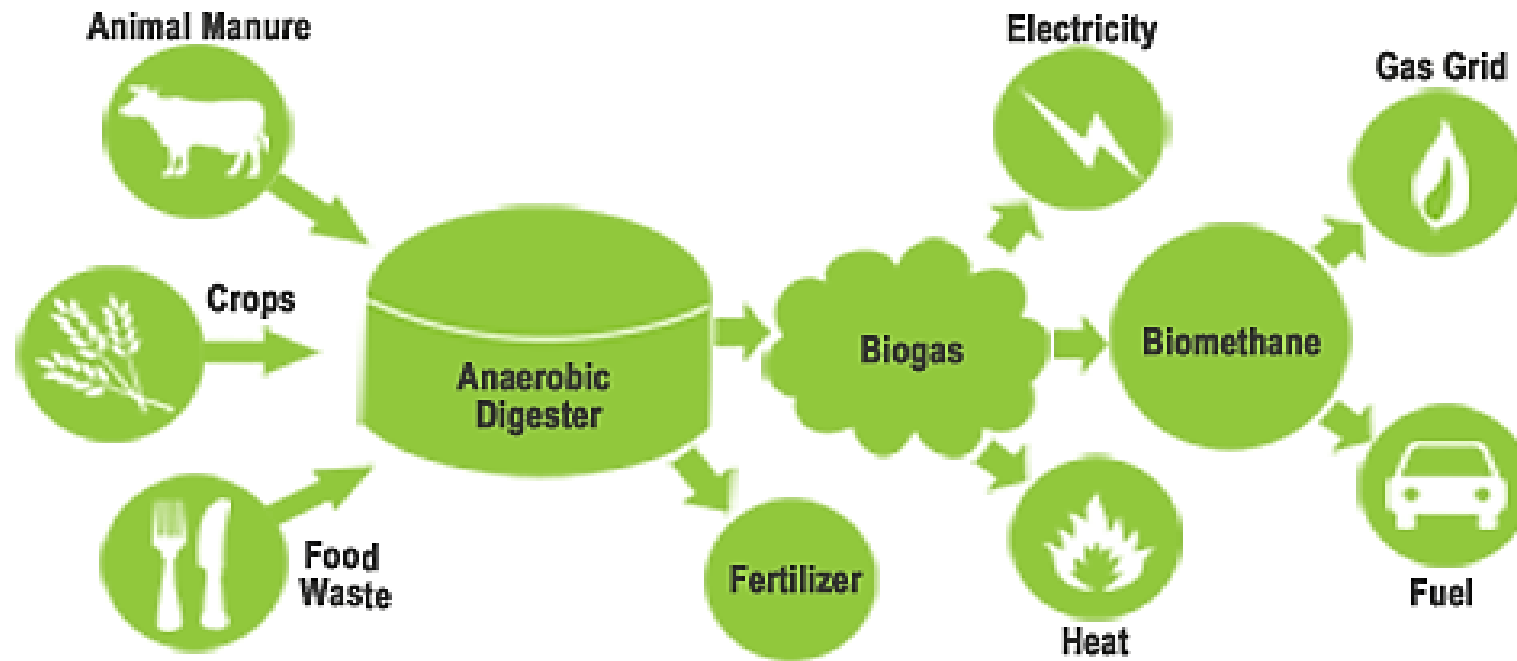 Animal Manure
Electricity
Gas Grid
Crops
Anaerobic
Digester
Biogas
Biomethane
Food
Waste
Fertilizer
Heat
Fuel